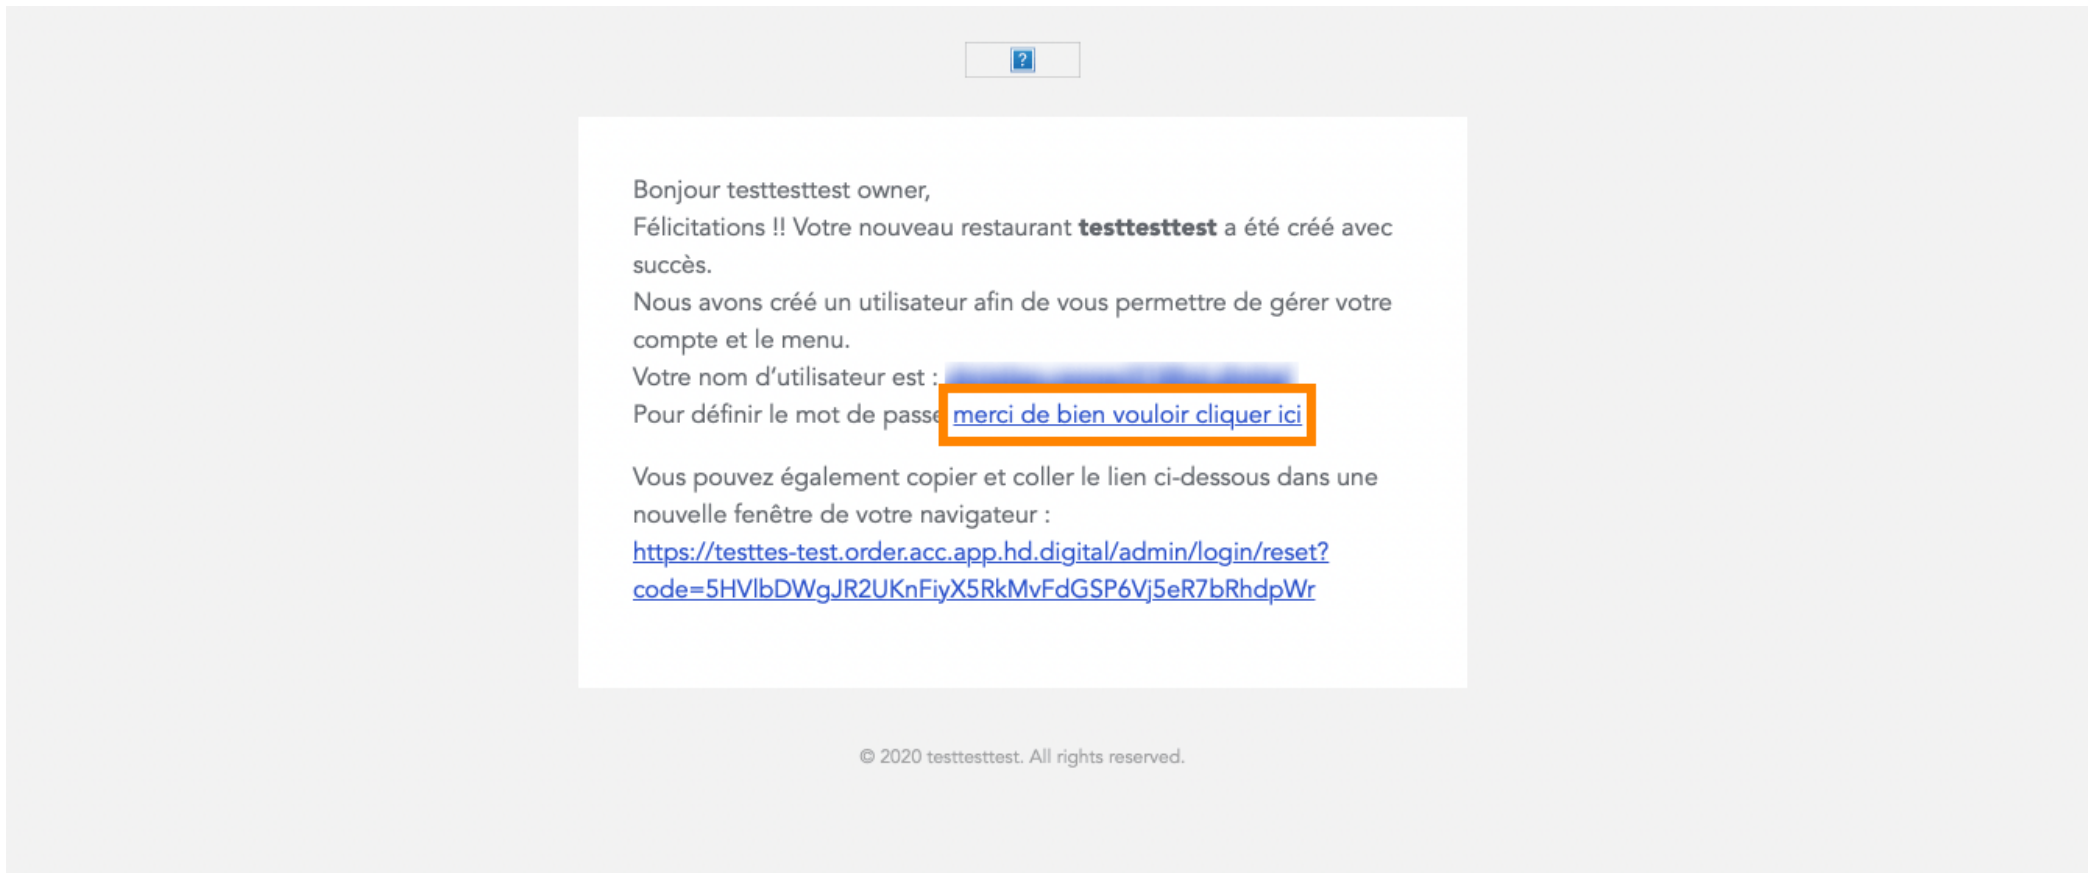 Bonjour testtesttest owner,
Félicitations !! Votre nouveau restaurant testtesttest a été créé avec
succès.
Nous avons créé un utilisateur afin de vous permettre de gérer votre
compte et le menu.
Votre nom d’utilisateur est :
Pour définir le mot de passe merci de bien vouloir cliquer ici
Vous pouvez également copier et coller le lien ci-dessous dans une
nouvelle fenêtre de votre navigateur :
https://testtes-test.order.acc.app.hd.digital/admin/login/reset?
code=5HVlbDWgJR2UKnFiyX5RkMvFdGSP6Vj5eR7bRhdpWr
© 2020 testtesttest. All rights reserved.